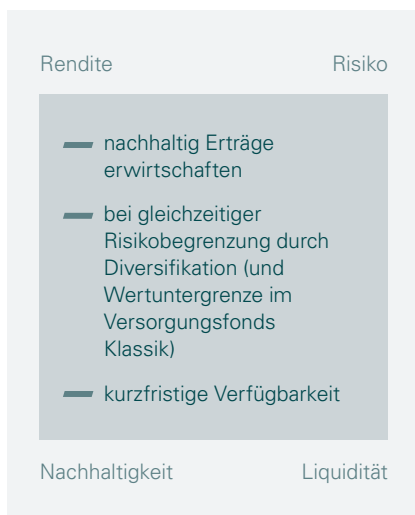 Rendite Risiko
nachhaltig Erträge
erwirtschaften
bei gleichzeitiger
Risikobegrenzung durch
Diversifikation (und
Wertuntergrenze im
Versorgungsfonds
Klassik)
kurzfristige Verfügbarkeit
Nachhaltigkeit Liquidität